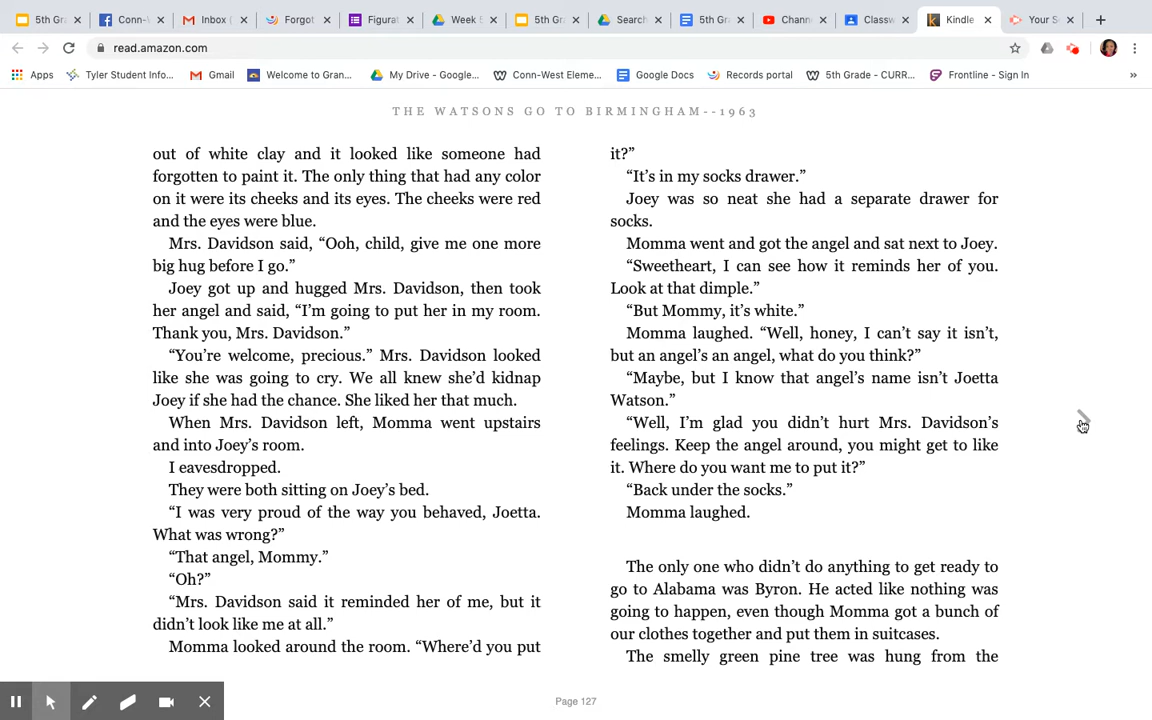 5th Gr
Conn-V
Inbox (
Forgot
Figurat
Week
5th Gr
Search
5th Gr
Chann
Classw
Kindle
Your S
read.amazon.com
Apps
Tyler Student Info...
Gmail
Welcome to Gran...
My Drive - Google...
Conn-West Eleme...
Google Docs
Records portal
5th Grade - CURR...
Frontline - Sign In
»
THE WATSONS GO TO BIRMINGHAM--1963
out of white clay and it looked like someone had
forgotten to paint it. The only thing that had any color
on it were its cheeks and its eyes. The cheeks were red
and the eyes were blue.
Mrs. Davidson said, “Ooh, child, give me one more
big hug before I go.”
Joey got up and hugged Mrs. Davidson, then took
her angel and said, “I’m going to put her in my room.
Thank you, Mrs. Davidson.”
“You’re welcome, precious.” Mrs. Davidson looked
like she was going to cry. We all knew she’d kidnap
Joey if she had the chance. She liked her that much.
When Mrs. Davidson left, Momma went upstairs
and into Joey’s room.
I eavesdropped.
They were both sitting on Joey’s bed.
“I was very proud of the way you behaved, Joetta.
What was wrong?”
“That angel, Mommy.”
“Oh?”
“Mrs. Davidson said it reminded her of me, but it
didn’t look like me at all.”
Momma looked around the room. “Where’d you put
it?”
“It’s in my socks drawer.”
Joey was so neat she had a separate drawer for
socks.
Momma went and got the angel and sat next to Joey.
“Sweetheart, I can see how it reminds her of you.
Look at that dimple.”
“But Mommy, it’s white.”
Momma laughed. “Well, honey, I can’t say it isn’t,
but an angel’s an angel, what do you think?”
“Maybe, but I know that angel’s name isn’t Joetta
Watson.”
“Well, I’m glad you didn’t hurt Mrs. Davidson’s
feelings. Keep the angel around, you might get to like
it. Where do you want me to put it?”
“Back under the socks.”
Momma laughed.
The only one who didn’t do anything to get ready to
go to Alabama was Byron. He acted like nothing was
going to happen, even though Momma got a bunch of
our clothes together and put them in suitcases.
The smelly green pine tree was hung from the
Page 127